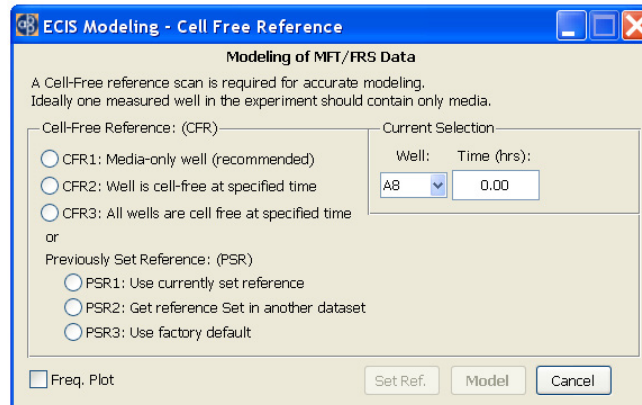 ECIS Modeling - Cell Free Reference
Modeling of MFT/FRS Data
A Cell-Free reference scan is required for accurate modeling.
Ideally one measured well in the experiment should contain only media.
Cell-Free Reference: (CFR)
CFR1: Media-only well (recommended)
CFR2: Well is cell-free at specified time
CFR3: All wells are cell free at specified time
or
Previously Set Reference: (PSR)
PSR1: Use currently set reference
PSR2: Get reference Set in another dataset
PSR3: Use factory default
Current Selection
Well: Time (hrs):
A8 0.00
Freq. Plot Set Ref. Model Cancel